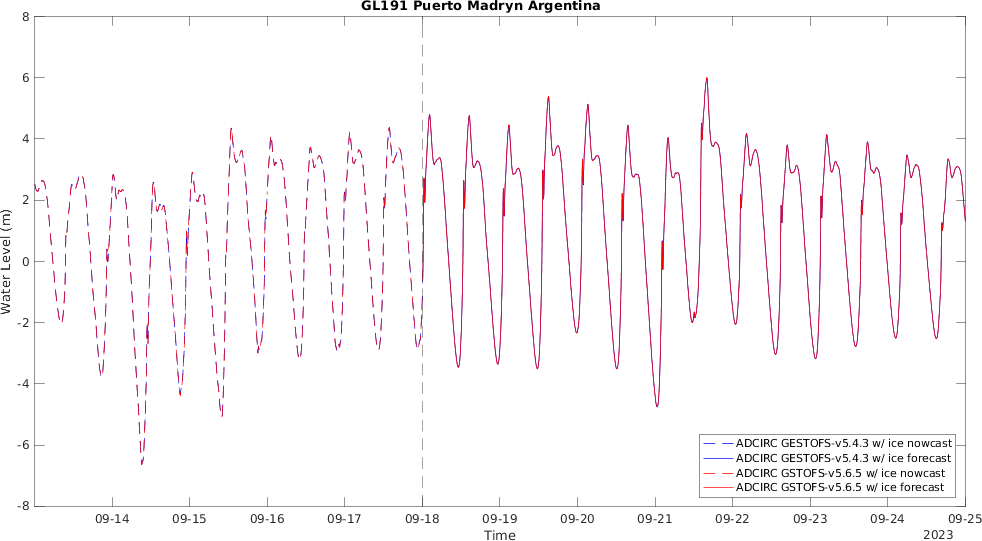 GL191 Puerto Madryn Argentina
8
6
4
2
0
-2
-4
-6
-8
Water Level (m)
ADCIRC GESTOFS-v5.4.3 w/ ice nowcast
ADCIRC GESTOFS-v5.4.3 w/ ice forecast
ADCIRC GSTOFS-v5.6.5 w/ ice nowcast
ADCIRC GSTOFS-v5.6.5 w/ ice forecast
09-14 09-15 09-16 09-17 09-18 09-19 09-20 09-21 09-22 09-23 09-24 09-25
Time
2023